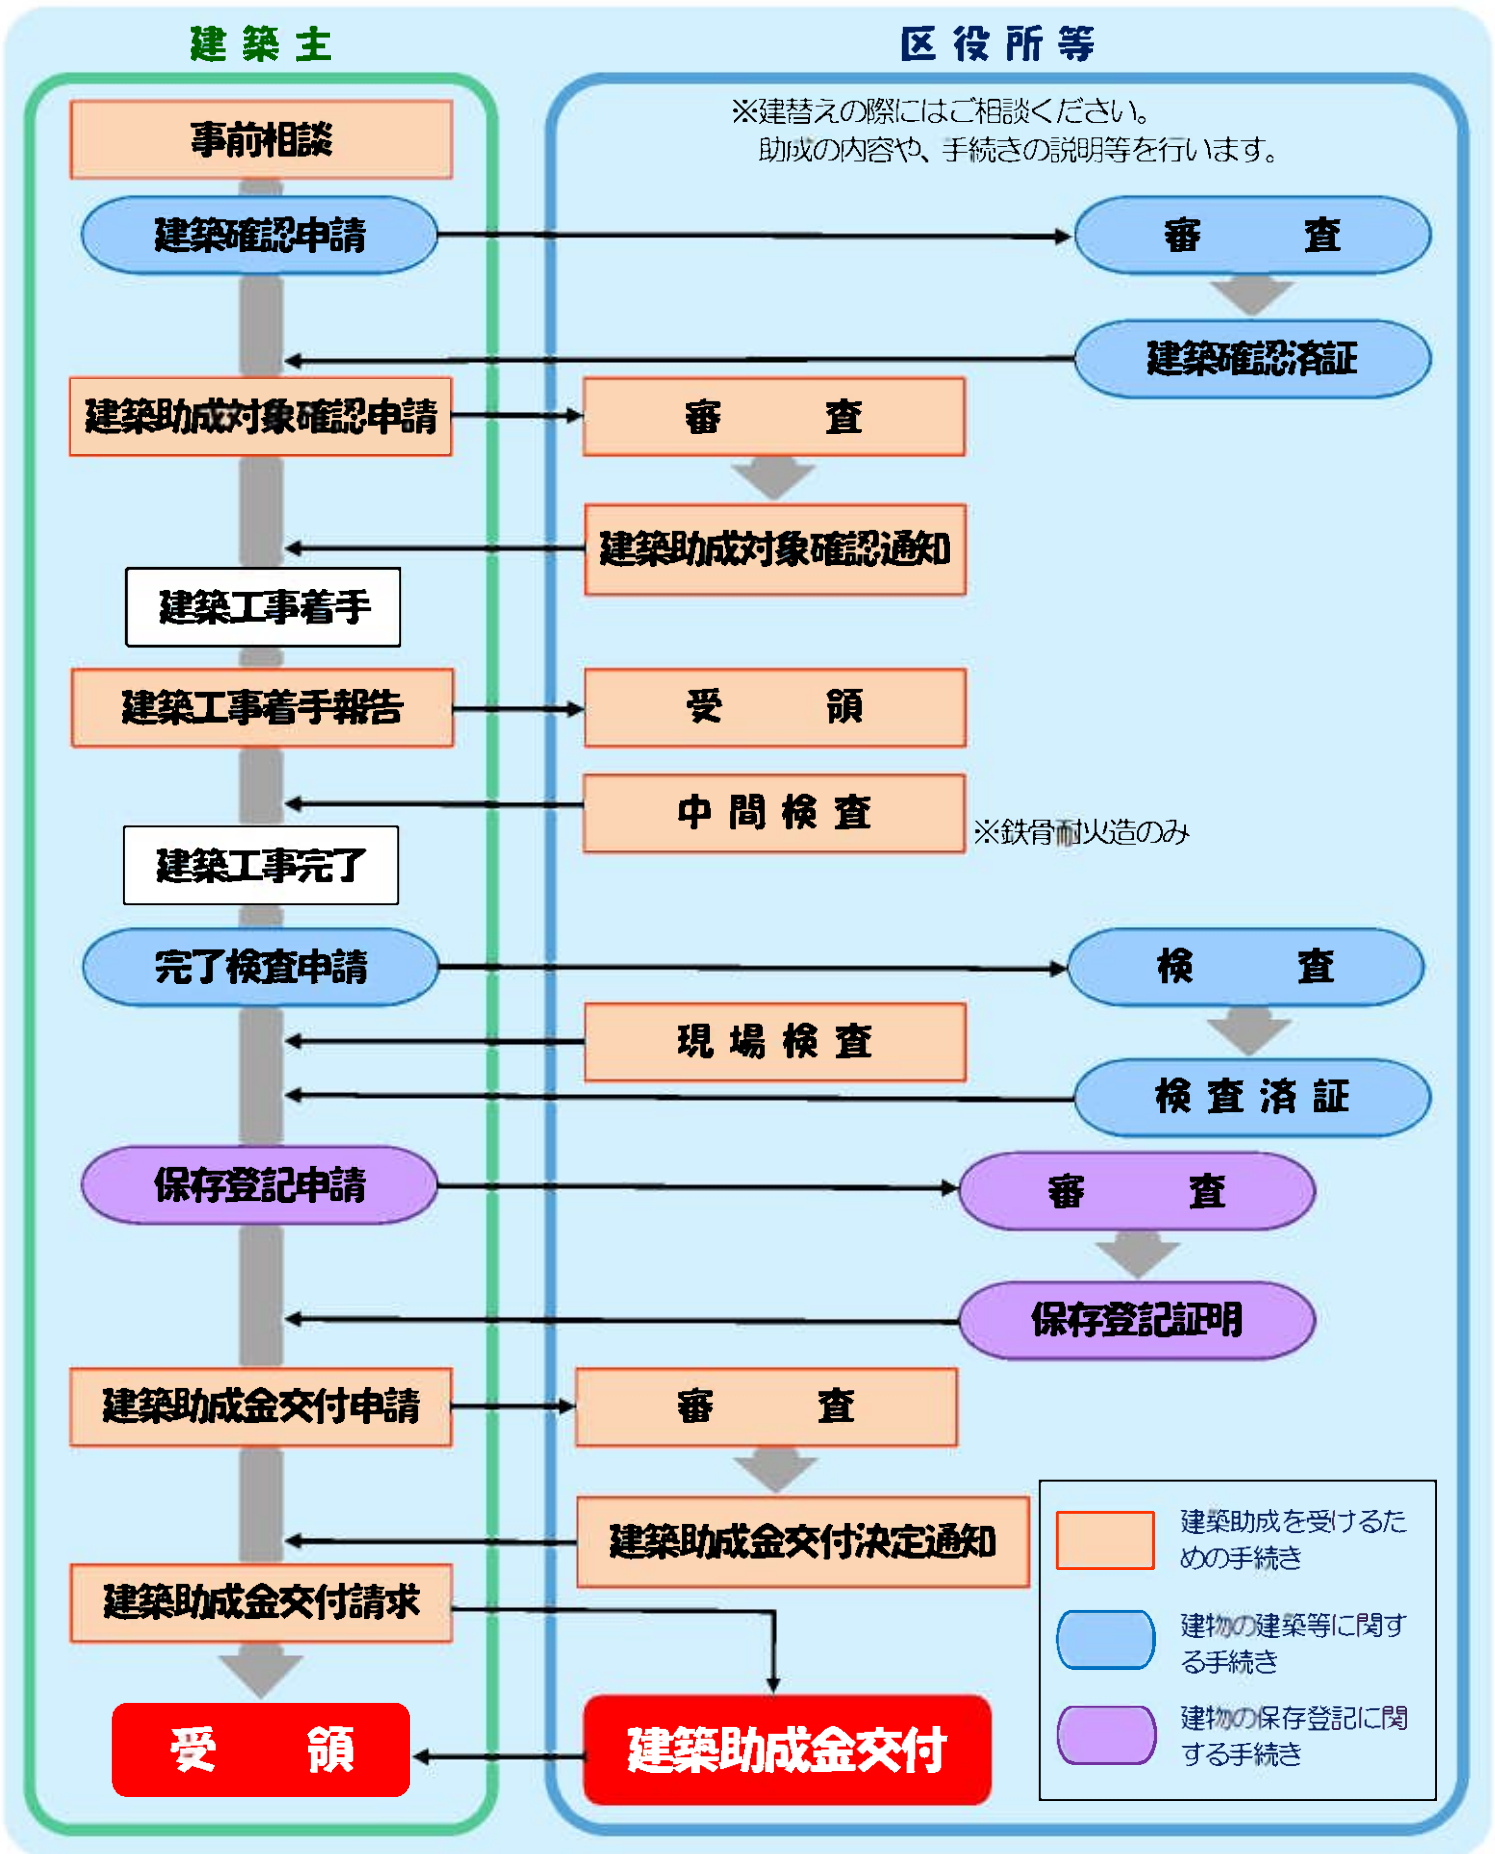 建築主
区役所等
事前相談
※建替えの際にはご相談ください。
助成の内容や、手続きの説明等を行います。
建築確認申請
審査
建築確認済証
建築助成対象確認申請
審査
建築助成対象確認通知
建築工事着手
建築工事着手報告
受領
中間検査
※鉄骨耐火造のみ
建築工事完了
完了検査申請
検査
現場検査
検査済証
保存登記申請
審査
保存登記証明
建築助成金交付申請
審査
建築助成金交付決定通知
建築助成金交付請求
受領
建築助成金交付
建築助成を受けるた
めの手続き
建物の建築等に関す
る手続き
建物の保存登記に関
する手続き